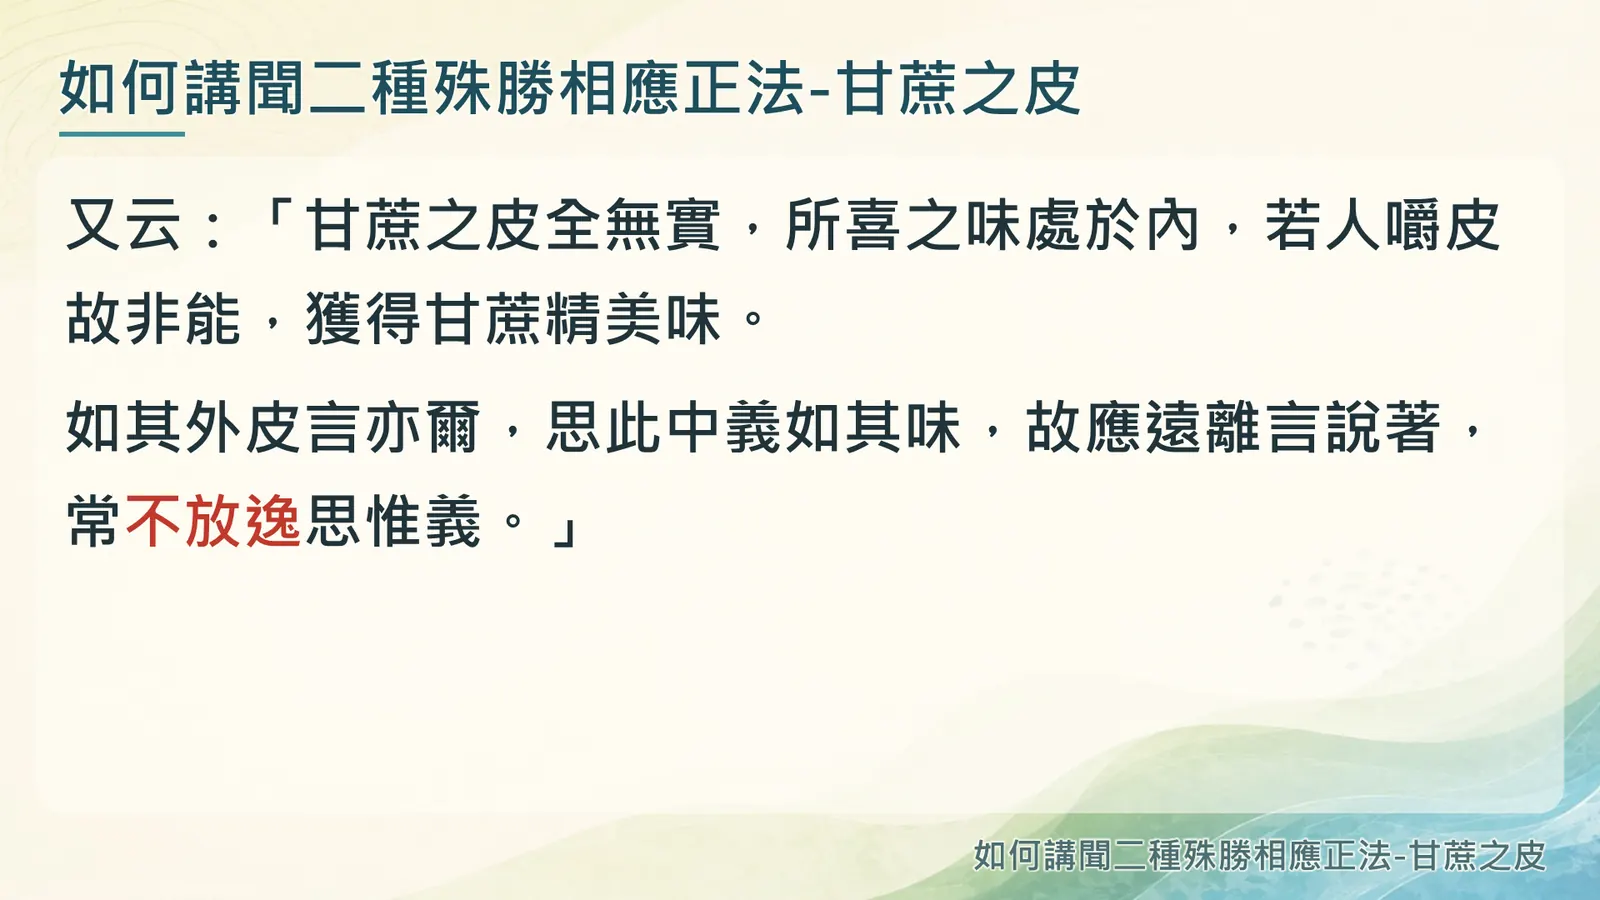 如何講聞二種殊勝相應正法-甘蔗之皮
又云：「甘蔗之皮全無實，所喜之味處於內，若人嚼皮
故非能，獲得甘蔗精美味。
如其外皮言亦爾，思此中義如其味，故應遠離言說著，
常不放逸思惟義。」
如何講聞二種殊勝相應正法-甘蔗之皮